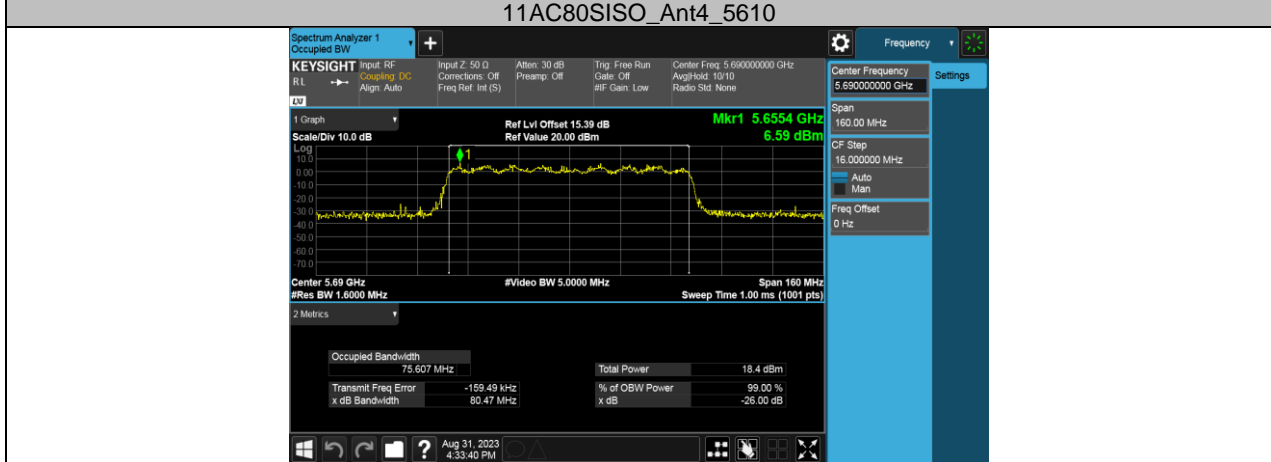 11AC80SISO_Ant4_5610
Spectrum Analyzer 1
Occupied BW
+
Frequency
KEYSIGHT
RL
LXI
Input: RF
Coupling: DC
Align: Auto
Input Z: 50 Ω
Corrections: Off
Freq Ref: Int (S)
Atten: 30 dB
Preamp: Off
Trig: Free Run
Gate: Off
#IF Gain: Low
Center Freq: 5.690000000 GHz
Avg|Hold: 10/10
Radio Std: None
Center Frequency
5.690000000 GHz
Settings
Span
160.00 MHz
CF Step
16.000000 MHz
Auto
Man
Freq Offset
0 Hz
1 Graph
Scale/Div 10.0 dB
Ref Lvl Offset 15.39 dB
Ref Value 20.00 dBm
Mkr1 5.6554 GHz
6.59 dBm
Log
10.0
0.00
-10.0
-20.0
-30.0
-40.0
-50.0
-60.0
-70.0
1
Center 5.69 GHz
#Res BW 1.6000 MHz
#Video BW 5.0000 MHz
Span 160 MHz
Sweep Time 1.00 ms (1001 pts)
2 Metrics
Occupied Bandwidth
75.607 MHz
Total Power 18.4 dBm
Transmit Freq Error -159.49 kHz
% of OBW Power 99.00 %
x dB Bandwidth 80.47 MHz
x dB -26.00 dB
?
Aug 31, 2023
4:33:40 PM